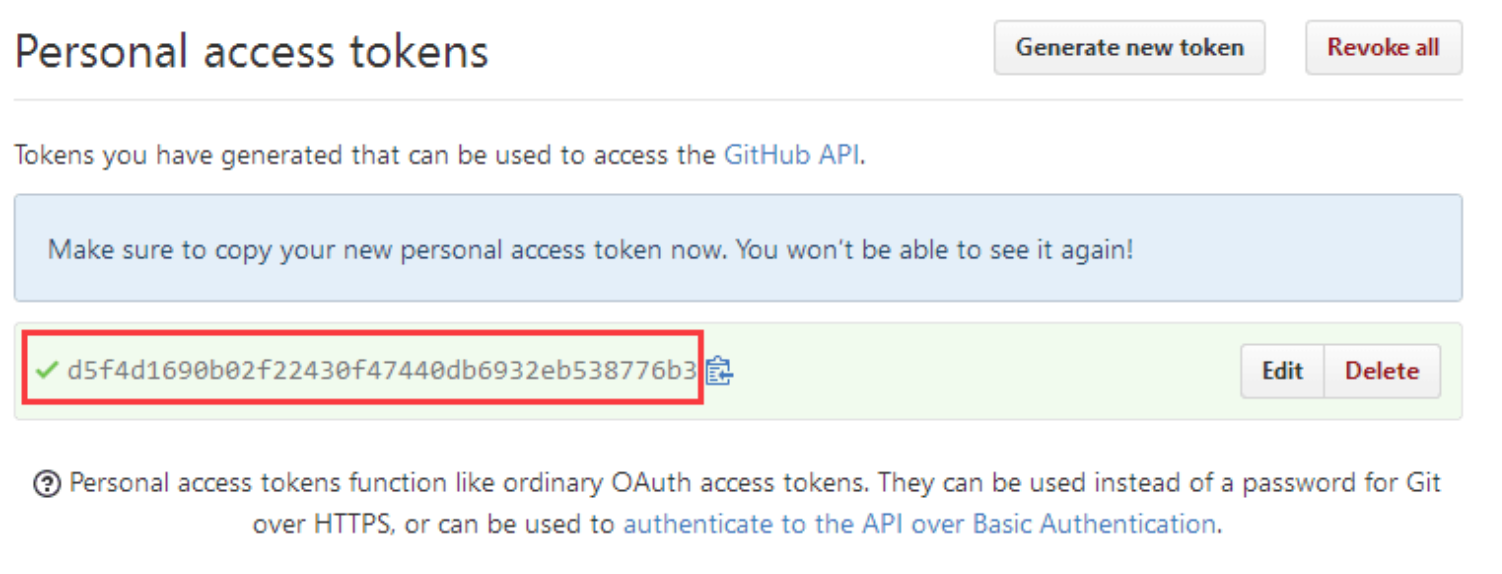 Personal access tokens
Generate new token
Revoke all
Tokens you have generated that can be used to access the GitHub API.
Make sure to copy your new personal access token now. You won't be able to see it again!
d5f4d1690b02f22430f47440db6932eb538776b3
Edit
Delete
Personal access tokens function like ordinary OAuth access tokens. They can be used instead of a password for Git
over HTTPS, or can be used to authenticate to the API over Basic Authentication.